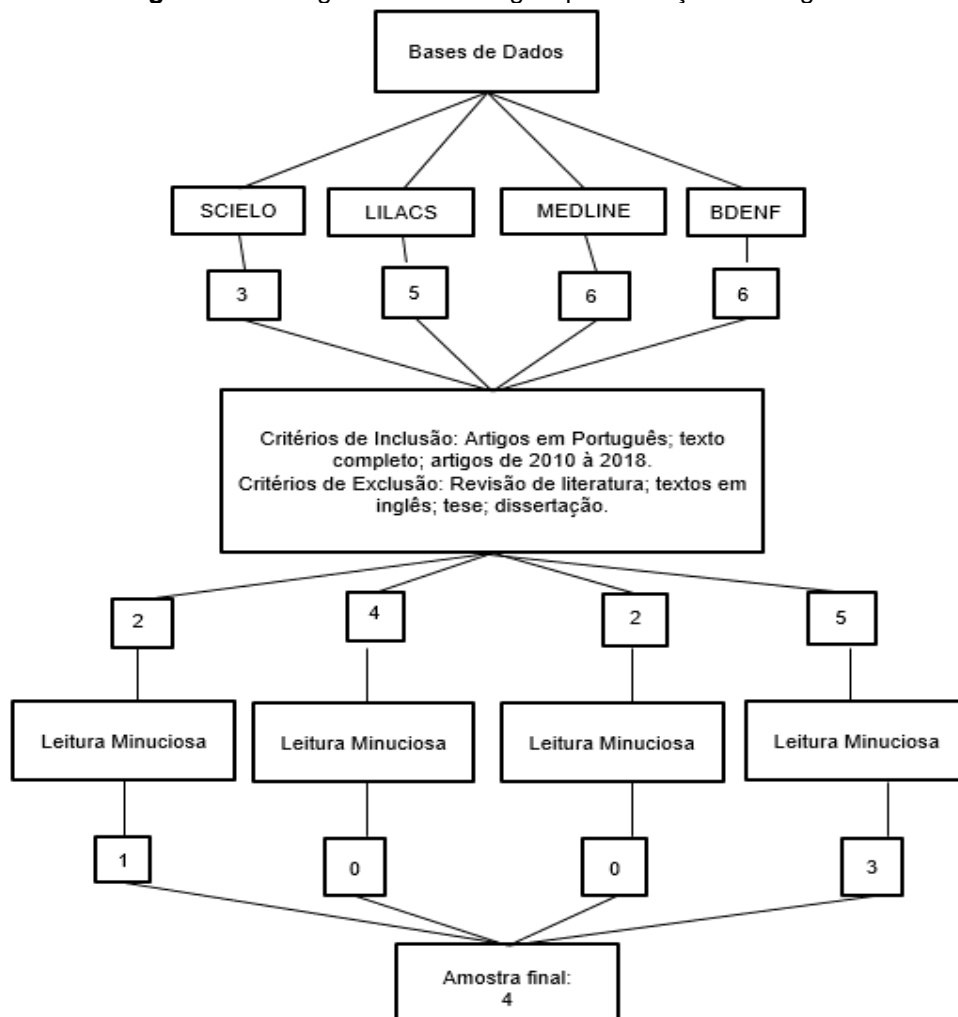 Bases de Dados
SCIELO LILACS MEDLINE BDENF
3 5 6 6
Critérios de Inclusão: Artigos em Português; texto
completo; artigos de 2010 à 2018.
Critérios de Exclusão: Revisão de literatura; textos em
inglês; tese; dissertação.
2 4 2 5
Leitura Minuciosa Leitura Minuciosa Leitura Minuciosa Leitura Minuciosa
1 0 0 3
Amostra final:
4